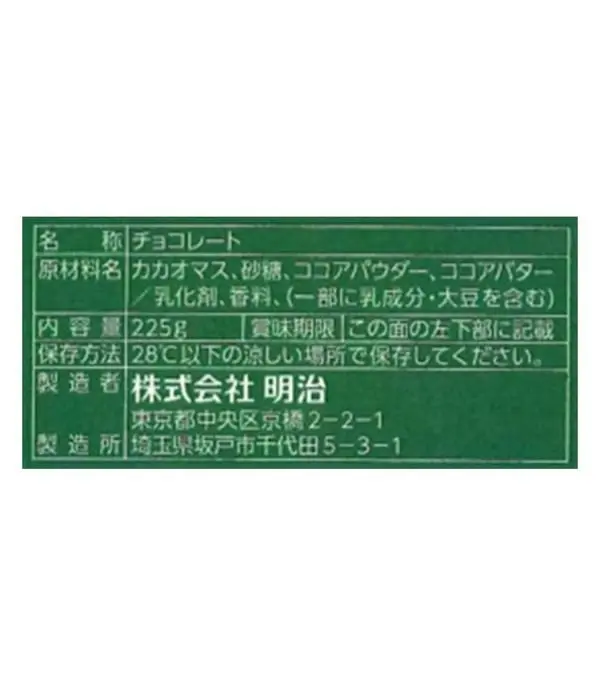 名称 チョコレート
原材料名 カカオマス、砂糖、ココアパウダー、ココアバター
／乳化剤、香料、(一部に乳成分・大豆を含む)
内容量 225g 賞味期限 この面の左下部に記載
保存方法 28℃以下の涼しい場所で保存してください。
製造者 株式会社 明治
東京都中央区京橋2-2-1
製造所 埼玉県坂戸市千代田5-3-1